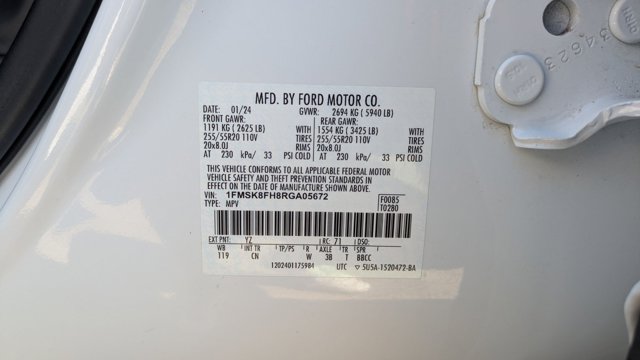 MFD. BY FORD MOTOR CO.
DATE: 01/24 GVWR: 2694 KG ( 5940 LB)
FRONT GAWR: REAR GAWR:
1191 KG ( 2625 LB) WITH 1554 KG ( 3425 LB) WITH
255/55R20 110V TIRES 255/55R20 110V TIRES
20x8.0J RIMS 20x8.0J RIMS
AT 230 kPa/ 33 PSI COLD AT 230 kPa/ 33 PSI COLD
THIS VEHICLE CONFORMS TO ALL APPLICABLE FEDERAL MOTOR
VEHICLE SAFETY AND THEFT PREVENTION STANDARDS IN
EFFECT ON THE DATE OF MANUFACTURE SHOWN ABOVE.
VIN: 1FMSK8FH8RGA05672 F0085
TYPE: MPV T0280
EXT PNT: YZ RC: 71 DSO:
WB INT TR TP/PS R AXLE TR SPR
119 CN W 3B T BBCC
1202401175984 UTC 5U5A-1520472-BA
34623